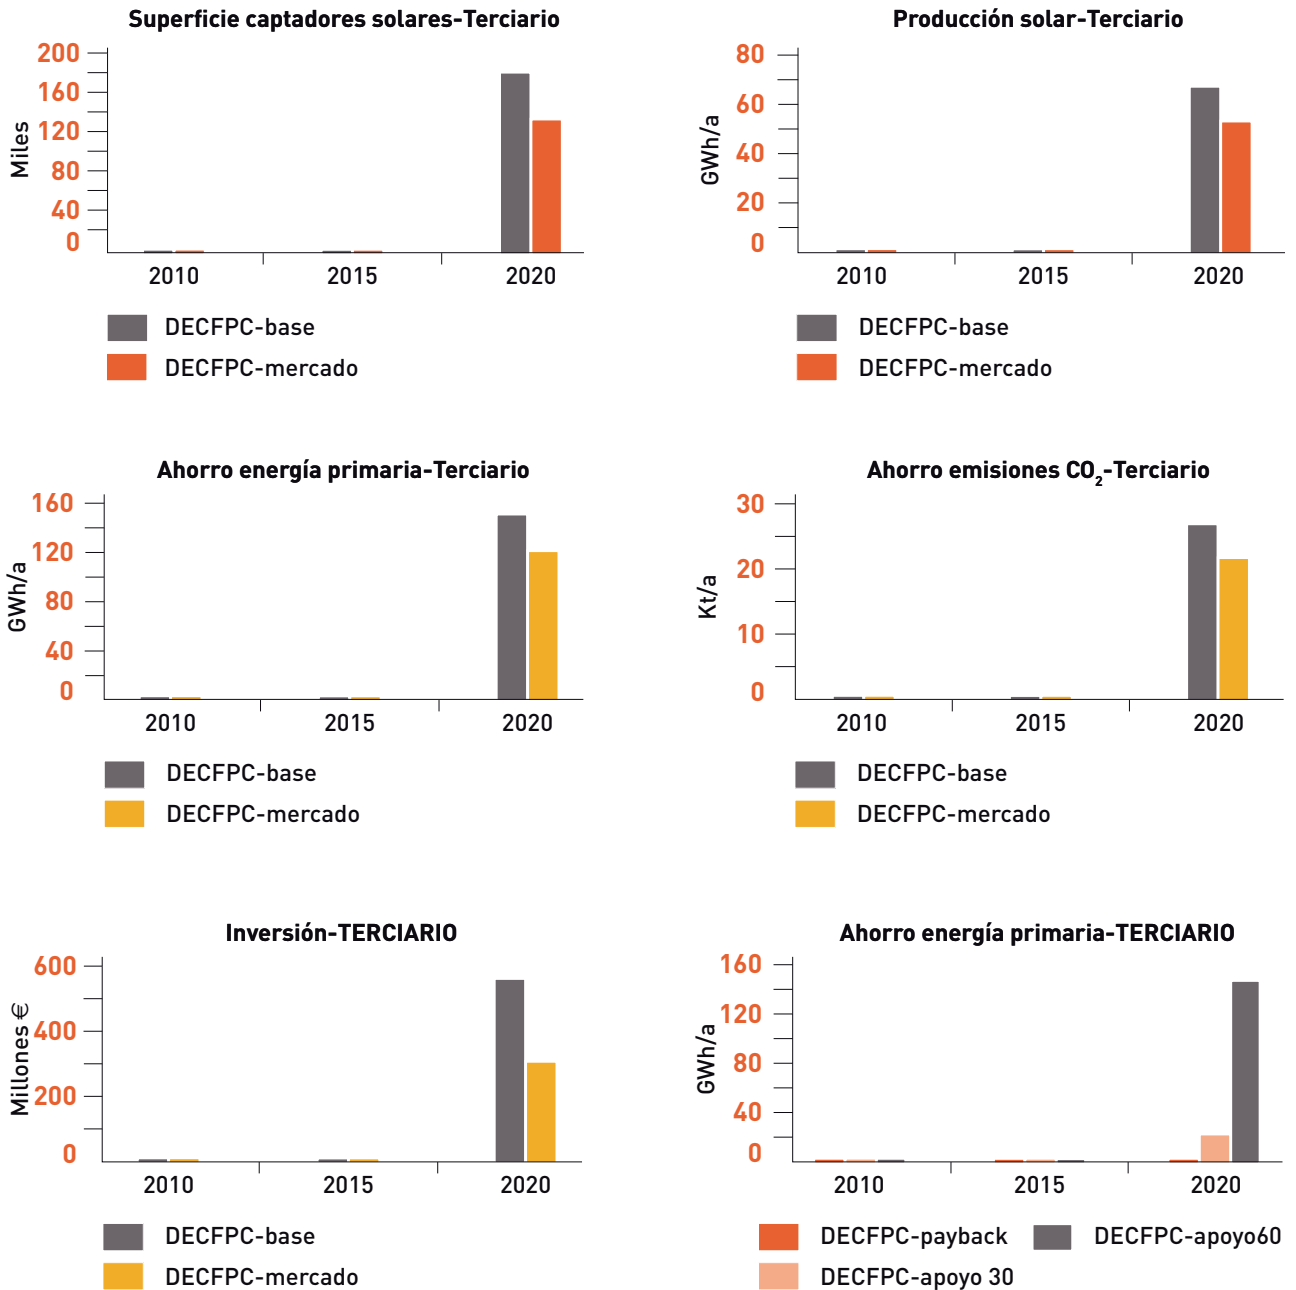 Superficie captadores solares-Terciario
Miles
200
160
120
80
40
0
2010 2015 2020
DECFPC-base
DECFPC-mercado
Producción solar-Terciario
GWh/a
80
60
40
20
0
2010 2015 2020
DECFPC-base
DECFPC-mercado
Ahorro energía primaria-Terciario
GWh/a
160
120
80
40
0
2010 2015 2020
DECFPC-base
DECFPC-mercado
Ahorro emisiones CO₂-Terciario
Kt/a
30
20
10
0
2010 2015 2020
DECFPC-base
DECFPC-mercado
Inversión-TERCIARIO
Millones €
600
400
200
0
2010 2015 2020
DECFPC-base
DECFPC-mercado
Ahorro energía primaria-TERCIARIO
GWh/a
160
120
80
40
0
2010 2015 2020
DECFPC-payback DECFPC-apoyo60
DECFPC-apoyo 30